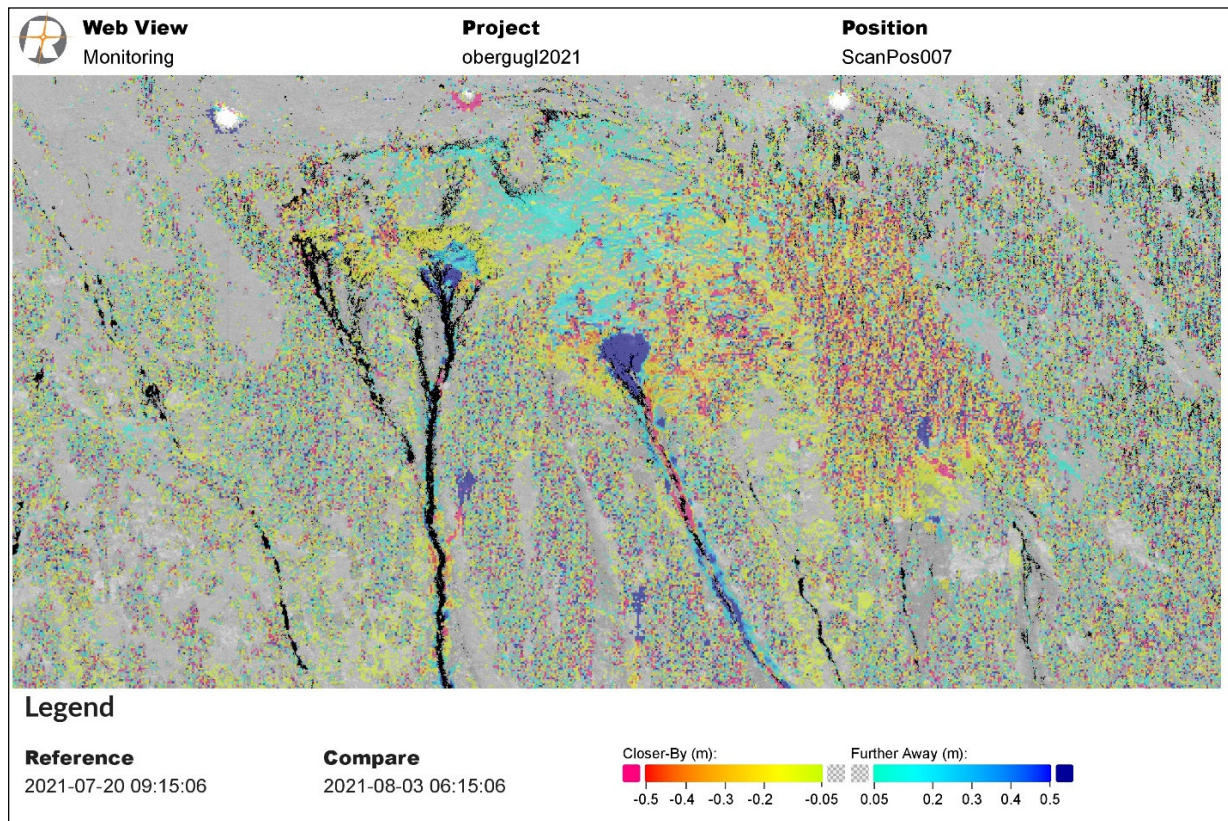 Web View
Monitoring
Project
obergugl2021
Position
ScanPos007
Legend
Reference
2021-07-20 09:15:06
Compare
2021-08-03 06:15:06
Closer-By (m):
-0.5 -0.4 -0.3 -0.2 -0.05
Further Away (m):
0.05 0.2 0.3 0.4 0.5